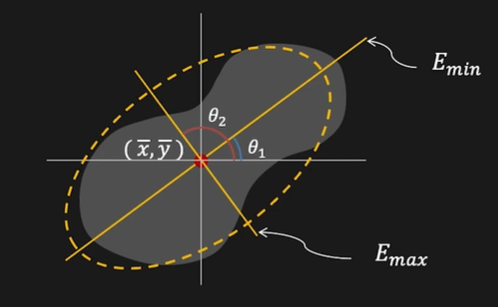 E_min
θ_2
(x̅, y̅)
θ_1
E_max